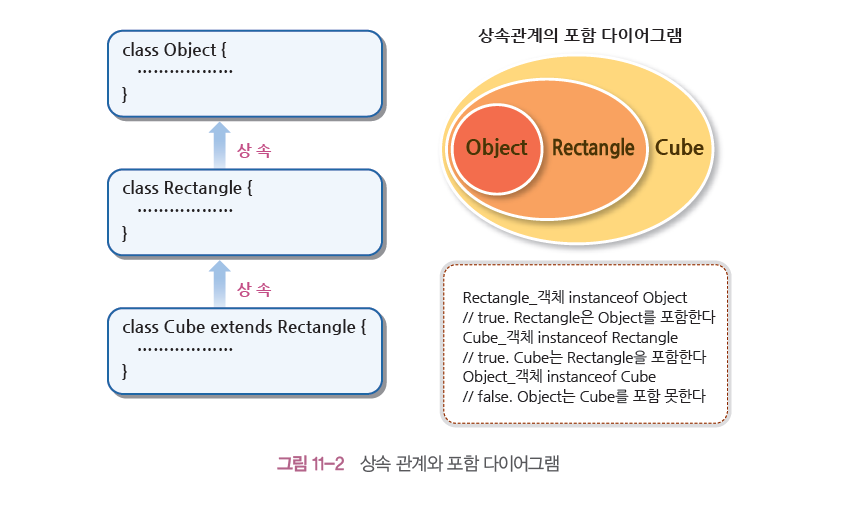 class Object {
………………
}
상 속
class Rectangle {
………………
}
상 속
class Cube extends Rectangle {
………………
}
상속관계의 포함 다이어그램
Object Rectangle Cube
Rectangle_객체 instanceof Object
// true. Rectangle은 Object를 포함한다
Cube_객체 instanceof Rectangle
// true. Cube는 Rectangle을 포함한다
Object_객체 instanceof Cube
// false. Object는 Cube를 포함 못한다
그림 11-2 상속 관계와 포함 다이어그램